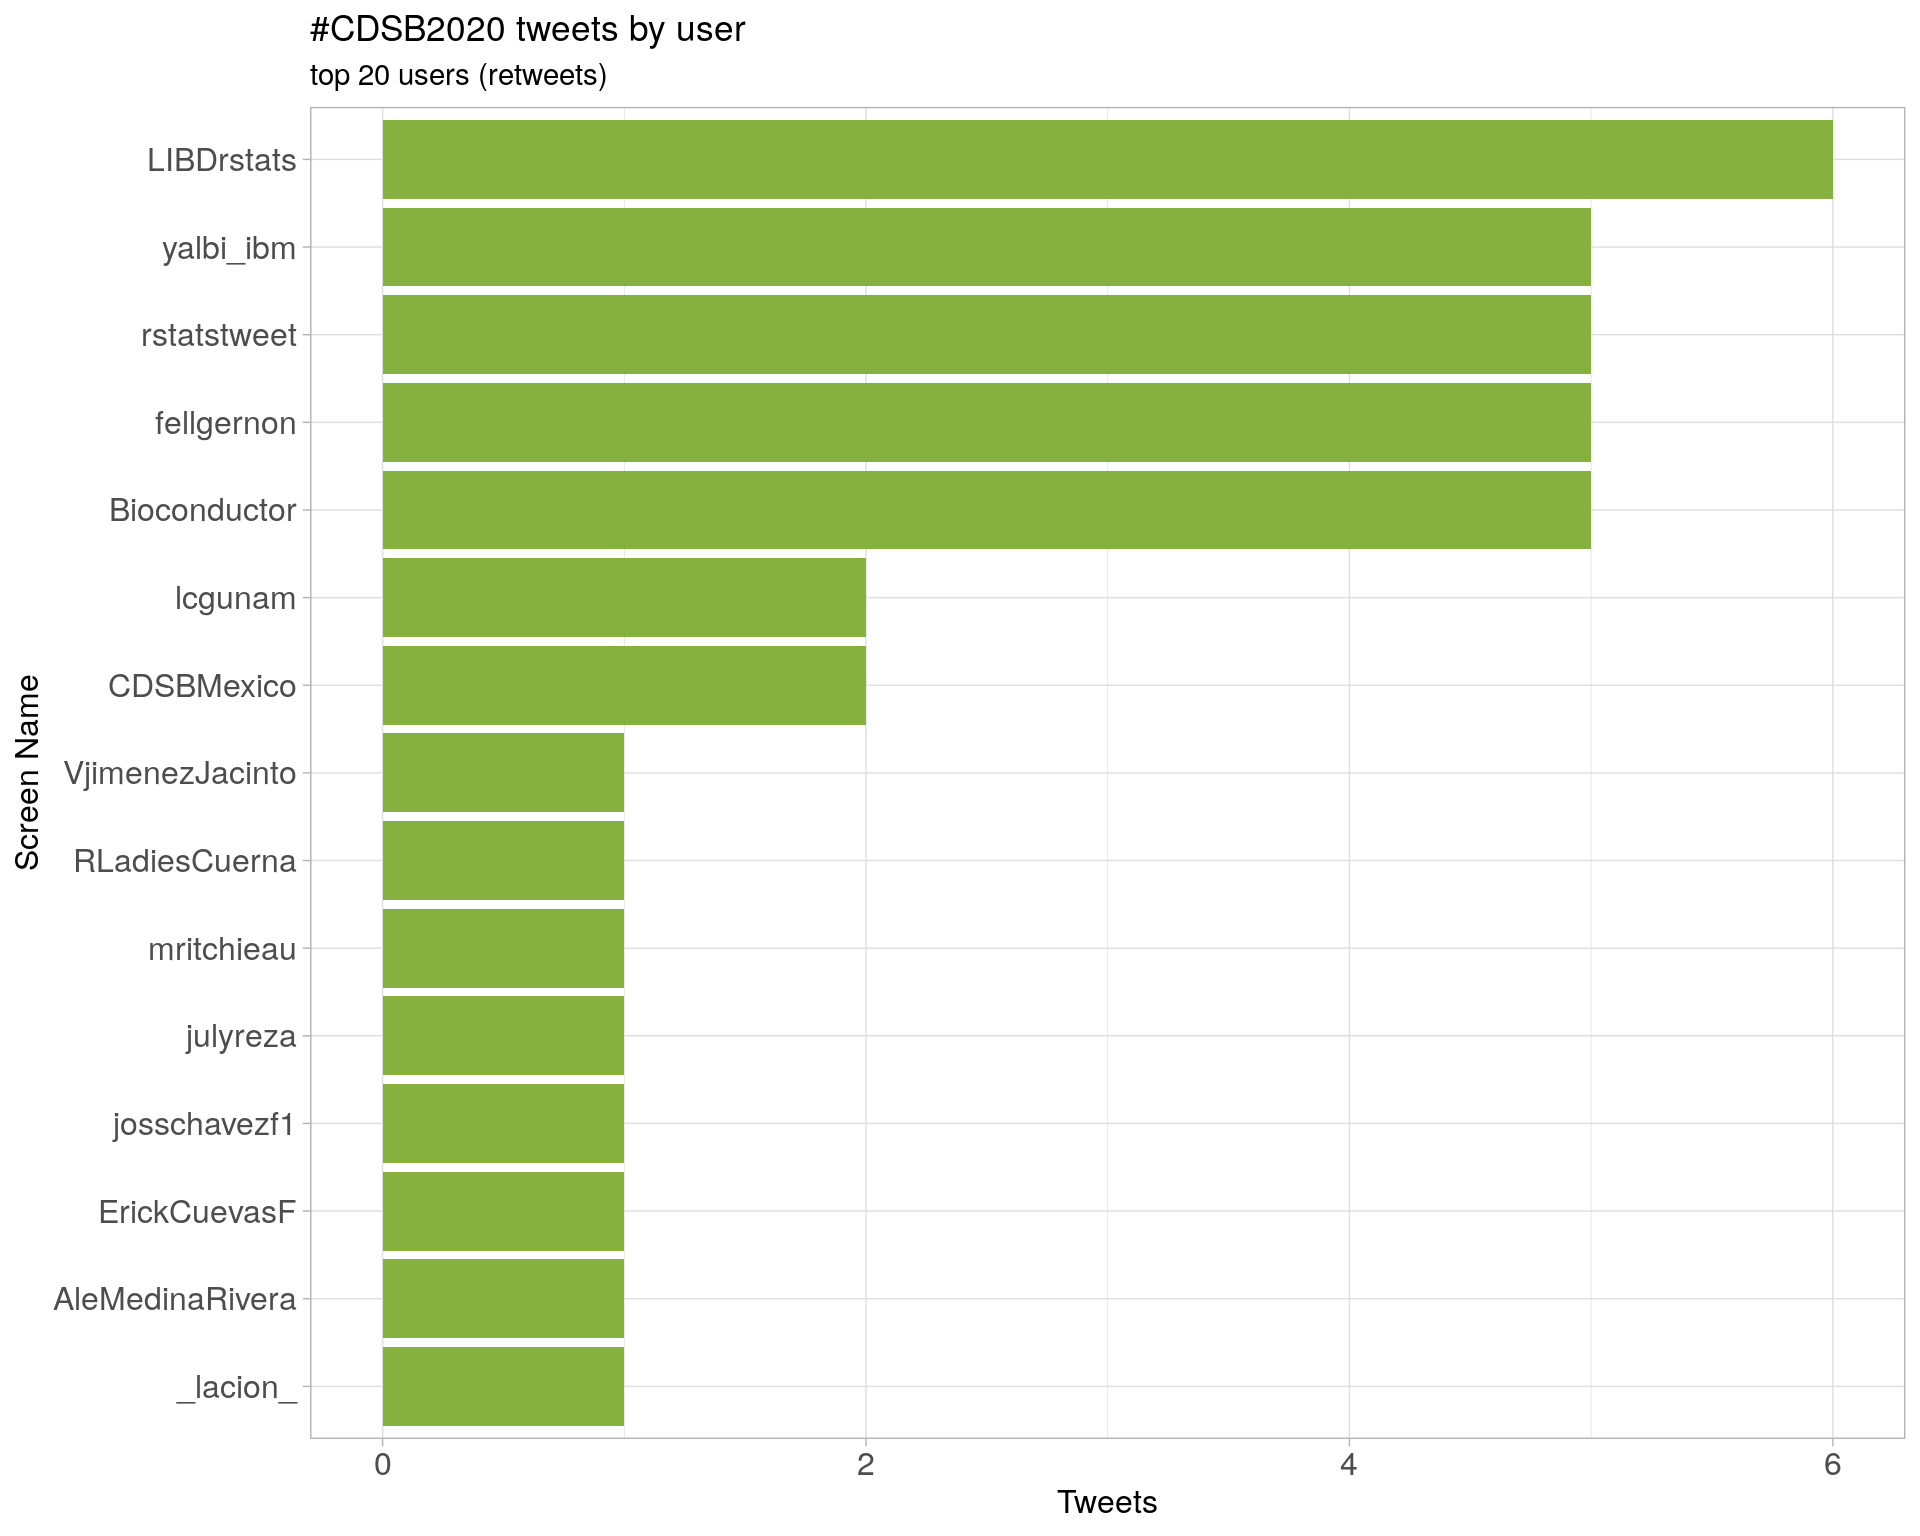 #CDSB2020 tweets by user
top 20 users (retweets)
LIBDrstats
yalbi_ibm
rstatstweet
fellgernon
Bioconductor
lcgunam
CDSBMexico
VjimenezJacinto
RLadiesCuerna
mritchieau
julyreza
josschavezf1
ErickCuevasF
AleMedinaRivera
_lacion_
Screen Name
0 2 4 6
Tweets